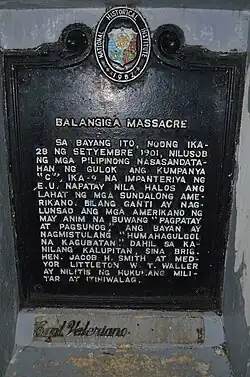 NATIONAL HISTORICAL INSTITUTE
1987
BALANGIGA MASSACRE
SA BAYANG ITO, NUONG IKA-
28 NG SETYEMBRE 1901, NILUSOB
NG MGA PILIPINONG NASASANDATA-
HAN NG GULOK ANG KUMPANYA
"C", IKA-9 NA IMPANTERIYA NG
E.U. NAPATAY NILA HALOS ANG
LAHAT NG MGA SUNDALONG AME-
RIKANO. BILANG GANTI AY NAG-
LUNSAD ANG MGA AMERIKANO NG
MAY ANIM NA BUWANG "PAGPATAY
AT PAGSUNOG", ANG BAYAN AY
NAGMISTULANG "HUMAHAGULGOL
NA KAGUBATAN" DAHIL SA KA-
NILANG KALUPITAN, SINA BRIG.
HEN. JACOB H. SMITH AT MED-
YOR LITTLETON W. T. WALLER
AY NILITIS NG HUKUMANG MILI-
TAR AT ITINIWALAG.
Capt. Valeriano